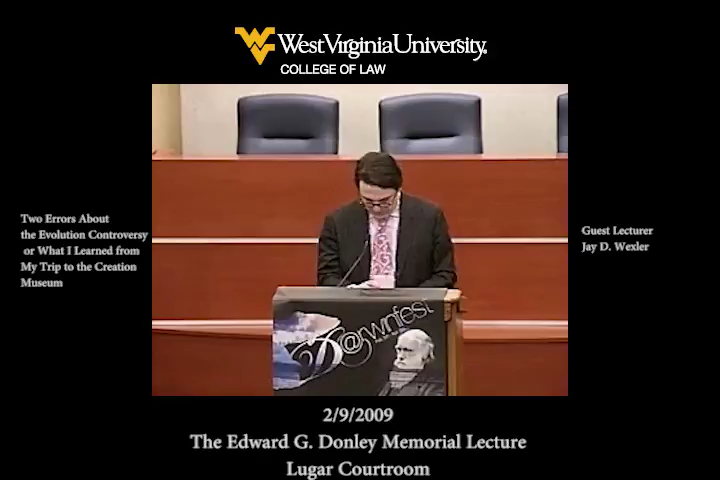 WestVirginiaUniversity.
COLLEGE OF LAW
Two Errors About
the Evolution Controversy
or What I Learned from
My Trip to the Creation
Museum
Guest Lecturer
Jay D. Wexler
D@rwnfest
2/9/2009
The Edward G. Donley Memorial Lecture
Lugar Courtroom